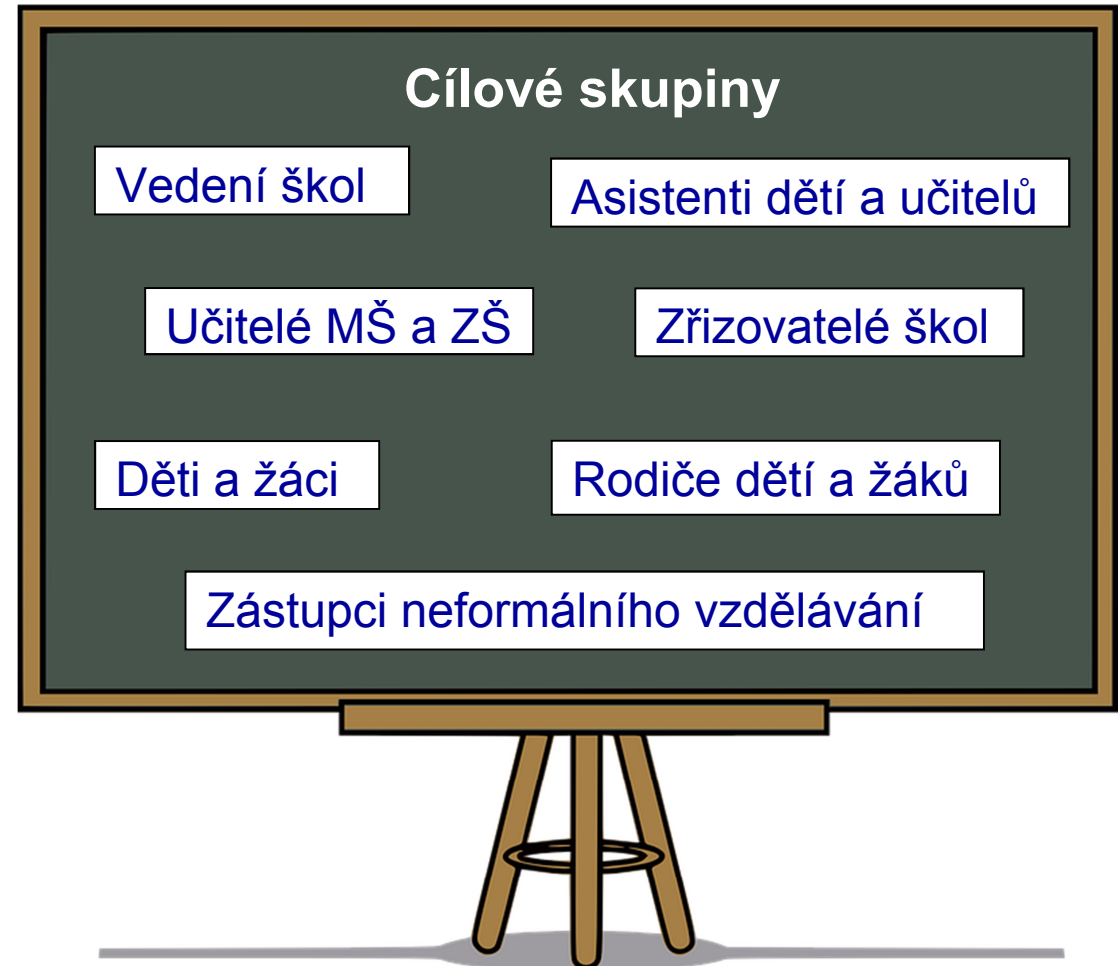 Cílové skupiny
Vedení škol
Asistenti dětí a učitelů
Učitelé MŠ a ZŠ
Zřizovatelé škol
Děti a žáci
Rodiče dětí a žáků
Zástupci neformálního vzdělávání